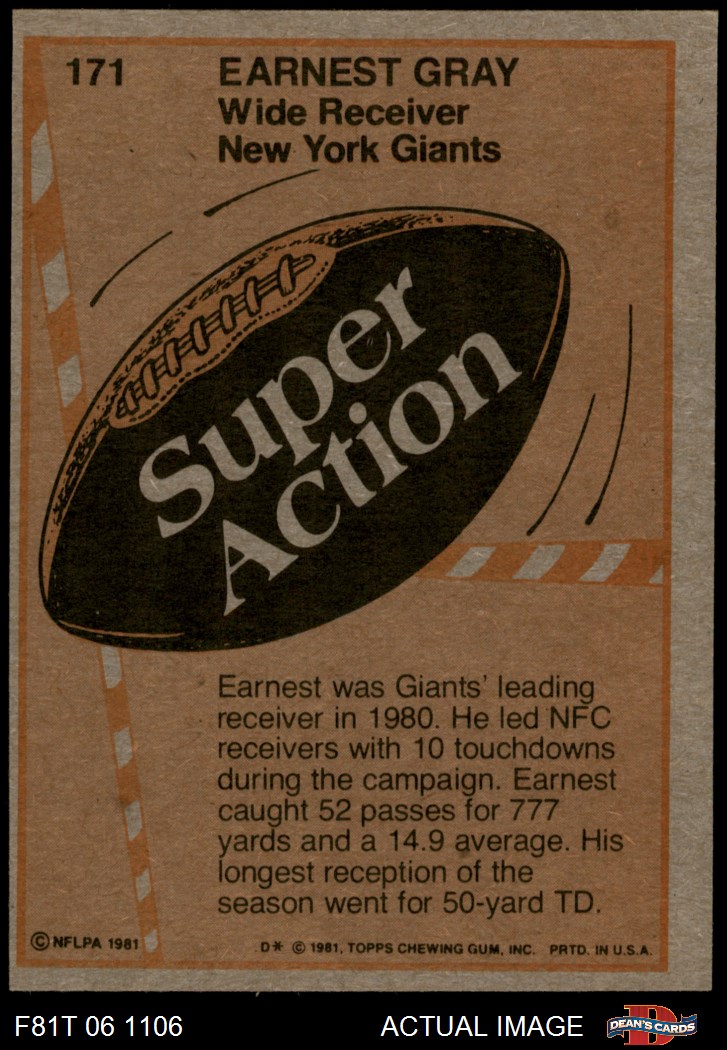 171
EARNEST GRAY
Wide Receiver
New York Giants
Super
Action
Earnest was Giants' leading
receiver in 1980. He led NFC
receivers with 10 touchdowns
during the campaign. Earnest
caught 52 passes for 777
yards and a 14.9 average. His
longest reception of the
season went for 50-yard TD.
© NFLPA 1981
D* © 1981, TOPPS CHEWING GUM, INC. PRTD. IN U.S.A.
F81T 06 1106
ACTUAL IMAGE
D
DEAN'S CARDS